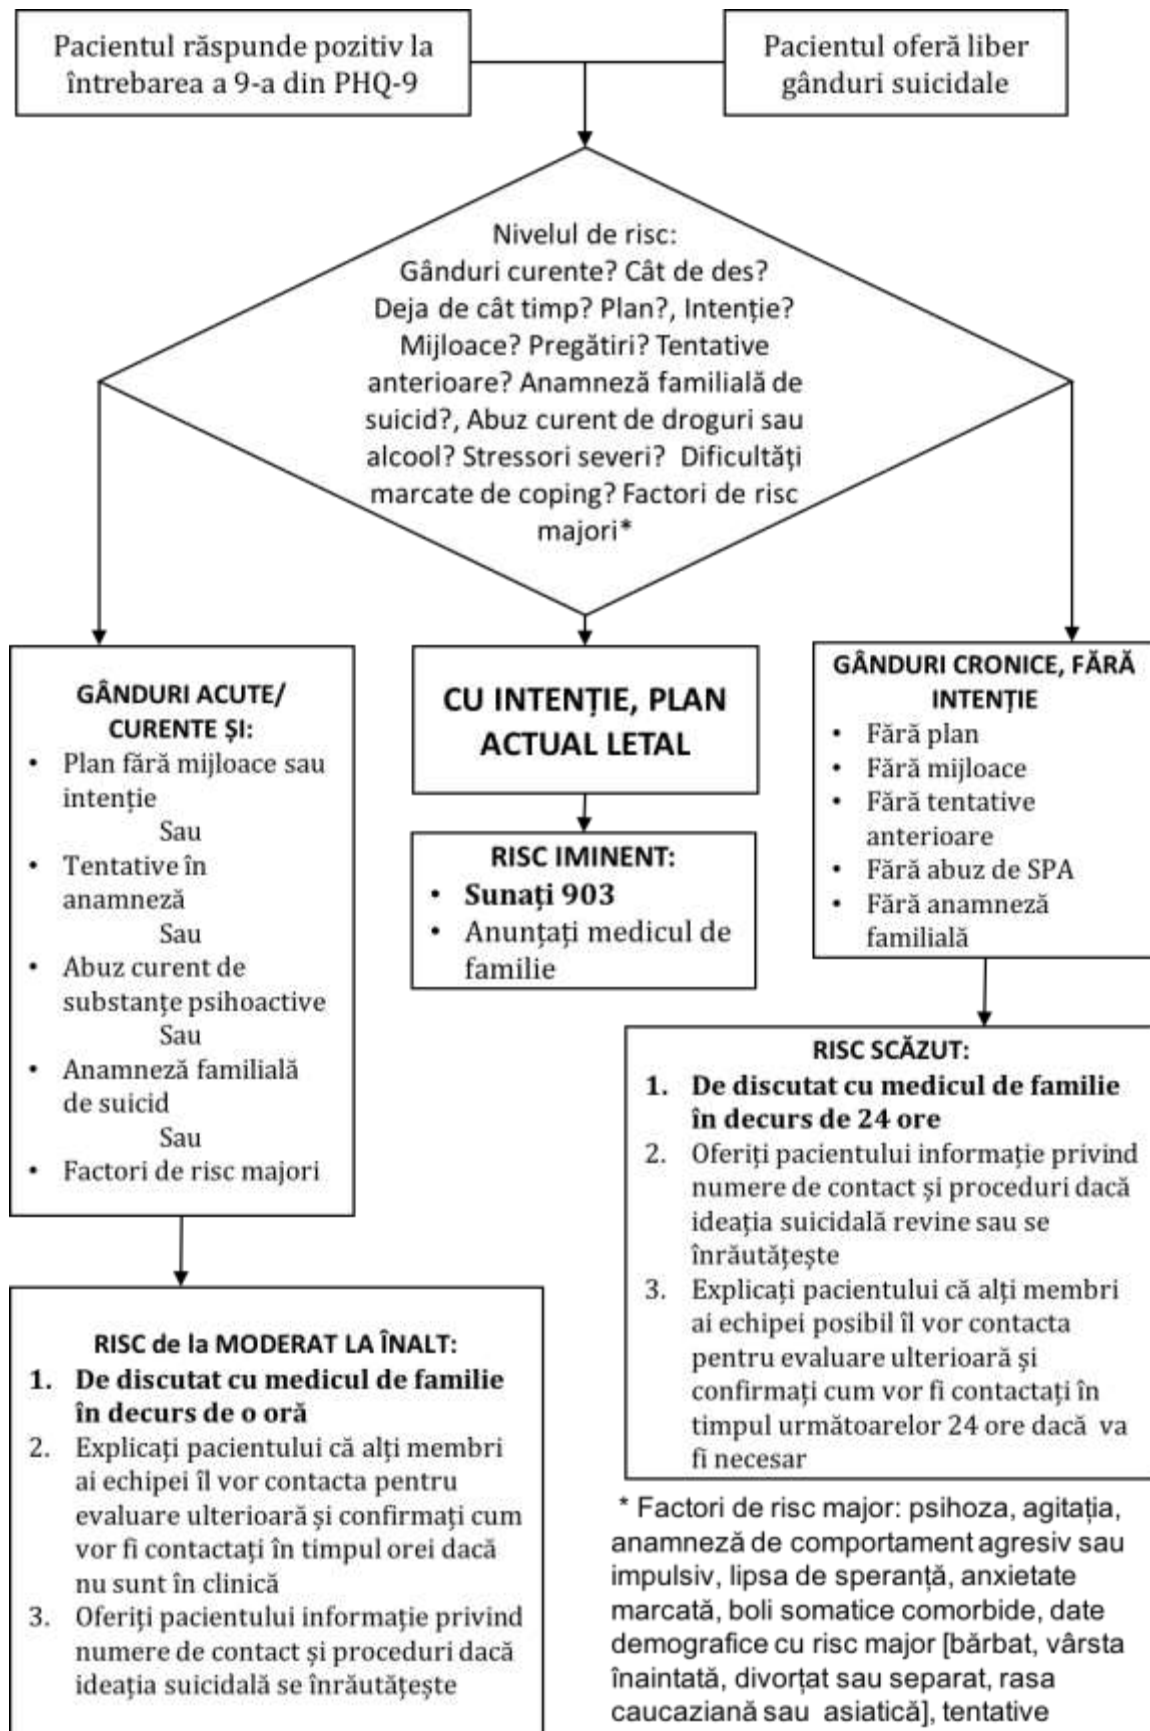 Pacientul răspunde pozitiv la
întrebarea a 9-a din PHQ-9
Pacientul oferă liber
gânduri suicidale
Nivelul de risc:
Gânduri curente? Cât de des?
Deja de cât timp? Plan?, Intenție?
Mijloace? Pregătiri? Tentative
anterioare? Anamneză familială de
suicid?, Abuz curent de droguri sau
alcool? Stressori severi? Dificultăți
marcate de coping? Factori de risc
majori*
GÂNDURI ACUTE/
CURENTE ȘI:
• Plan fără mijloace sau
intenție
Sau
• Tentative în
anamneză
Sau
• Abuz curent de
substanțe psihoactive
Sau
• Anamneză familială
de suicid
Sau
• Factori de risc majori
CU INTENȚIE, PLAN
ACTUAL LETAL
RISC IMINENT:
• Sunați 903
• Anunțați medicul de
familie
GÂNDURI CRONICE, FĂRĂ
INTENȚIE
• Fără plan
• Fără mijloace
• Fără tentative
anterioare
• Fără abuz de SPA
• Fără anamneză
familială
RISC de la MODERAT LA ÎNALT:
1. De discutat cu medicul de familie
în decurs de o oră
2. Explicați pacientului că alți membri
ai echipei îl vor contacta pentru
evaluare ulterioară și confirmați cum
vor fi contactați în timpul orei dacă
nu sunt în clinică
3. Oferiți pacientului informație privind
numere de contact și proceduri dacă
ideația suicidală se înrăutățește
RISC SCĂZUT:
1. De discutat cu medicul de familie
în decurs de 24 ore
2. Oferiți pacientului informație privind
numere de contact și proceduri dacă
ideația suicidală revine sau se
înrăutățește
3. Explicați pacientului că alți membri
ai echipei posibil îl vor contacta
pentru evaluare ulterioară și
confirmați cum vor fi contactați în
timpul următoarelor 24 ore dacă va
fi necesar
* Factori de risc major: psihoza, agitația,
anamneză de comportament agresiv sau
impulsiv, lipsa de speranță, anxietate
marcată, boli somatice comorbide, date
demografice cu risc major [bărbat, vârsta
înaintată, divorțat sau separat, rasa
caucaziană sau asiatică], tentative